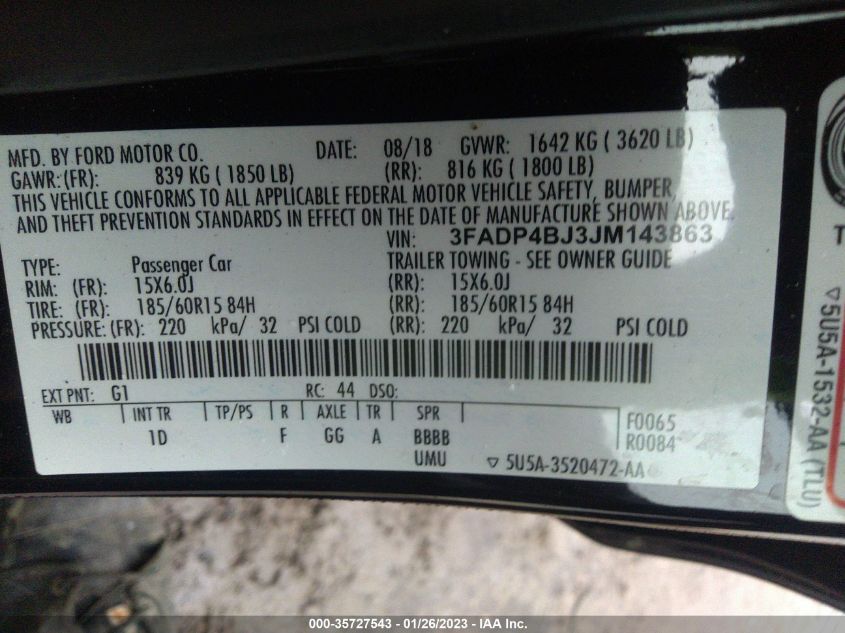 MFD. BY FORD MOTOR CO. DATE: 08/18 GVWR: 1642 KG ( 3620 LB)
GAWR: (FR): 839 KG ( 1850 LB) (RR): 816 KG ( 1800 LB)
THIS VEHICLE CONFORMS TO ALL APPLICABLE FEDERAL MOTOR VEHICLE SAFETY, BUMPER,
AND THEFT PREVENTION STANDARDS IN EFFECT ON THE DATE OF MANUFACTURE SHOWN ABOVE.
VIN: 3FADP4BJ3JM143863
TYPE: Passenger Car TRAILER TOWING - SEE OWNER GUIDE
RIM: (FR): 15X6.0J (RR): 15X6.0J
TIRE: (FR): 185/60R15 84H (RR): 185/60R15 84H
PRESSURE: (FR): 220 kPa/ 32 PSI COLD (RR): 220 kPa/ 32 PSI COLD
EXT PNT: G1 RC: 44 DSO:
WB INT TR TP/PS R AXLE TR SPR F0065
1D F GG A BBBB R0084
UMU ▽ 5U5A-3520472-AA
T
▽5U5A-1532-AA (TLU)
000-35727543 - 01/26/2023 - IAA Inc.